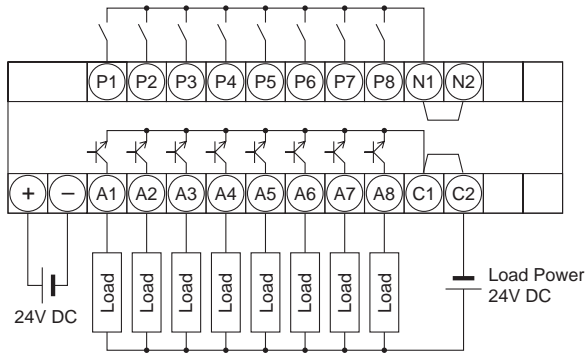 P1 P2 P3 P4 P5 P6 P7 P8 N1 N2
+ − A1 A2 A3 A4 A5 A6 A7 A8 C1 C2
Load Load Load Load Load Load Load Load
24V DC
Load Power
24V DC